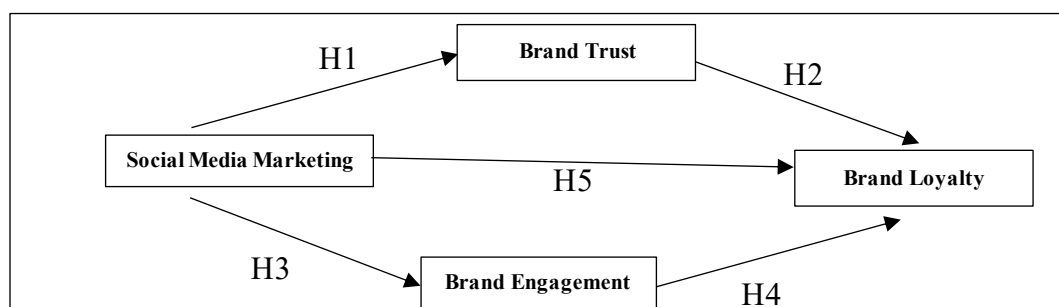 Brand Trust
H1
H2
Social Media Marketing
H5
Brand Loyalty
H3
Brand Engagement
H4